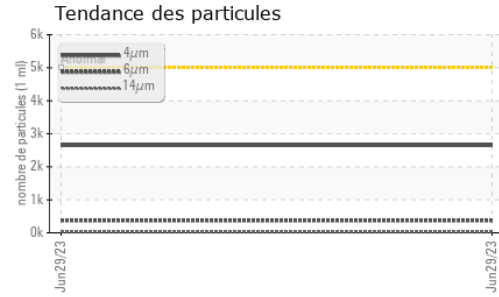 Tendance des particules
6k
5k
4k
3k
2k
1k
0k
nombre de particules (1 ml)
Anormal
4µm
6µm
14µm
Jun29/23
Jun29/23